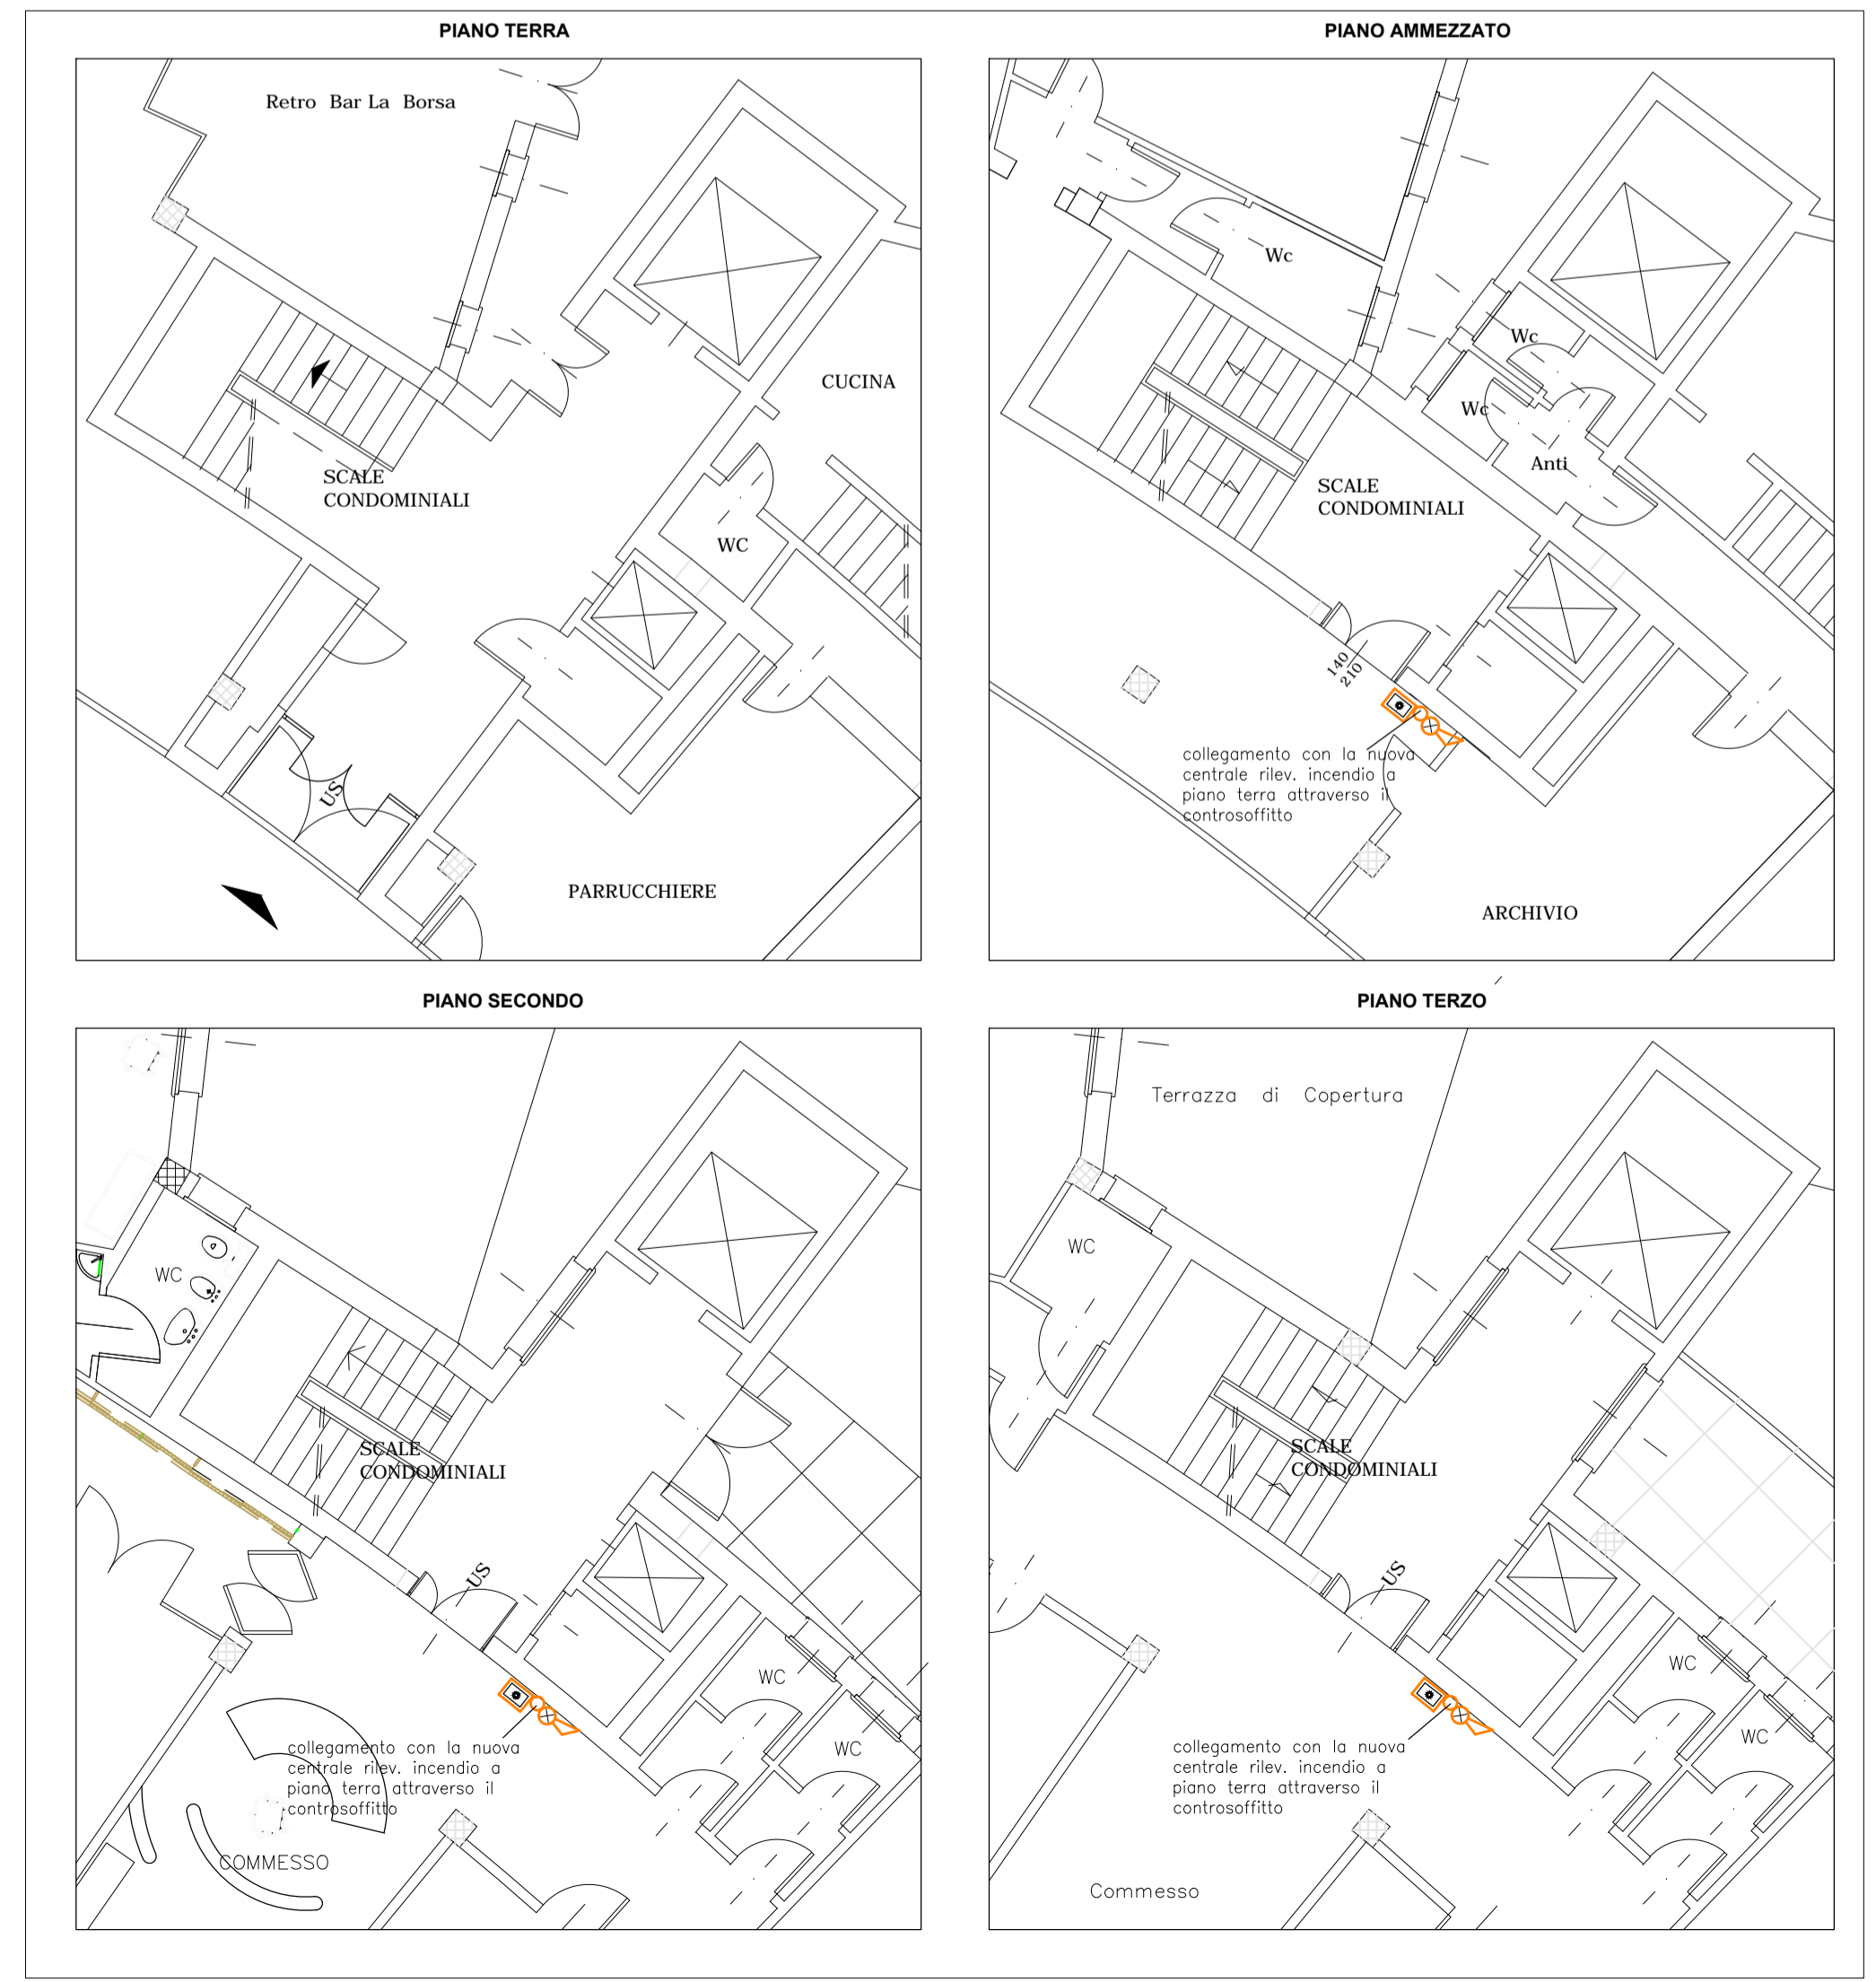 PIANO TERRA
Retro Bar La Borsa
CUCINA
SCALE
CONDOMINIALI
WC
US
PARRUCCHIERE
PIANO AMMEZZATO
Wc
Wc
Wc
Anti
SCALE
CONDOMINIALI
140
210
collegamento con la nuova
centrale rilev. incendio a
piano terra attraverso il
controsoffitto
ARCHIVIO
PIANO SECONDO
WC
SCALE
CONDOMINIALI
US
WC
WC
collegamento con la nuova
centrale rilev. incendio a
piano terra attraverso il
controsoffitto
COMMESSO
PIANO TERZO
Terrazza di Copertura
WC
SCALE
CONDOMINIALI
US
WC
WC
collegamento con la nuova
centrale rilev. incendio a
piano terra attraverso il
controsoffitto
Commesso